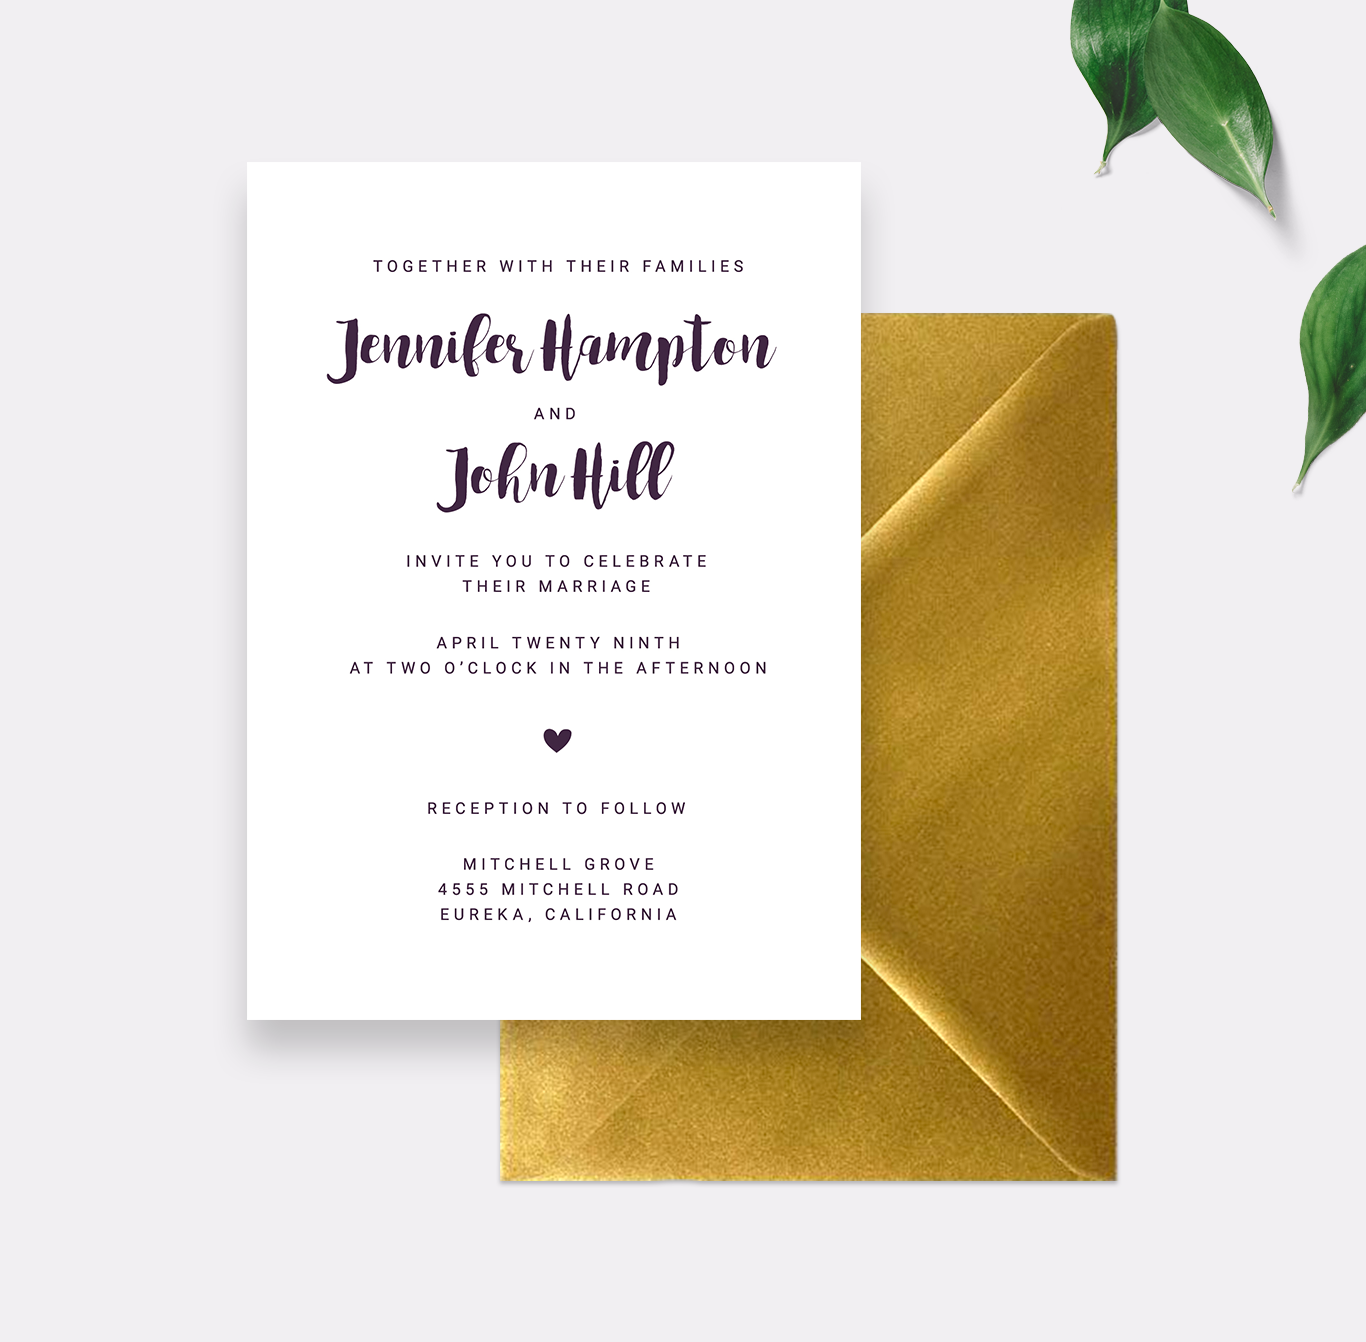 TOGETHER WITH THEIR FAMILIES
Jennifer Hampton
AND
John Hill
INVITE YOU TO CELEBRATE
THEIR MARRIAGE
APRIL TWENTY NINTH
AT TWO O’CLOCK IN THE AFTERNOON
RECEPTION TO FOLLOW
MITCHELL GROVE
4555 MITCHELL ROAD
EUREKA, CALIFORNIA